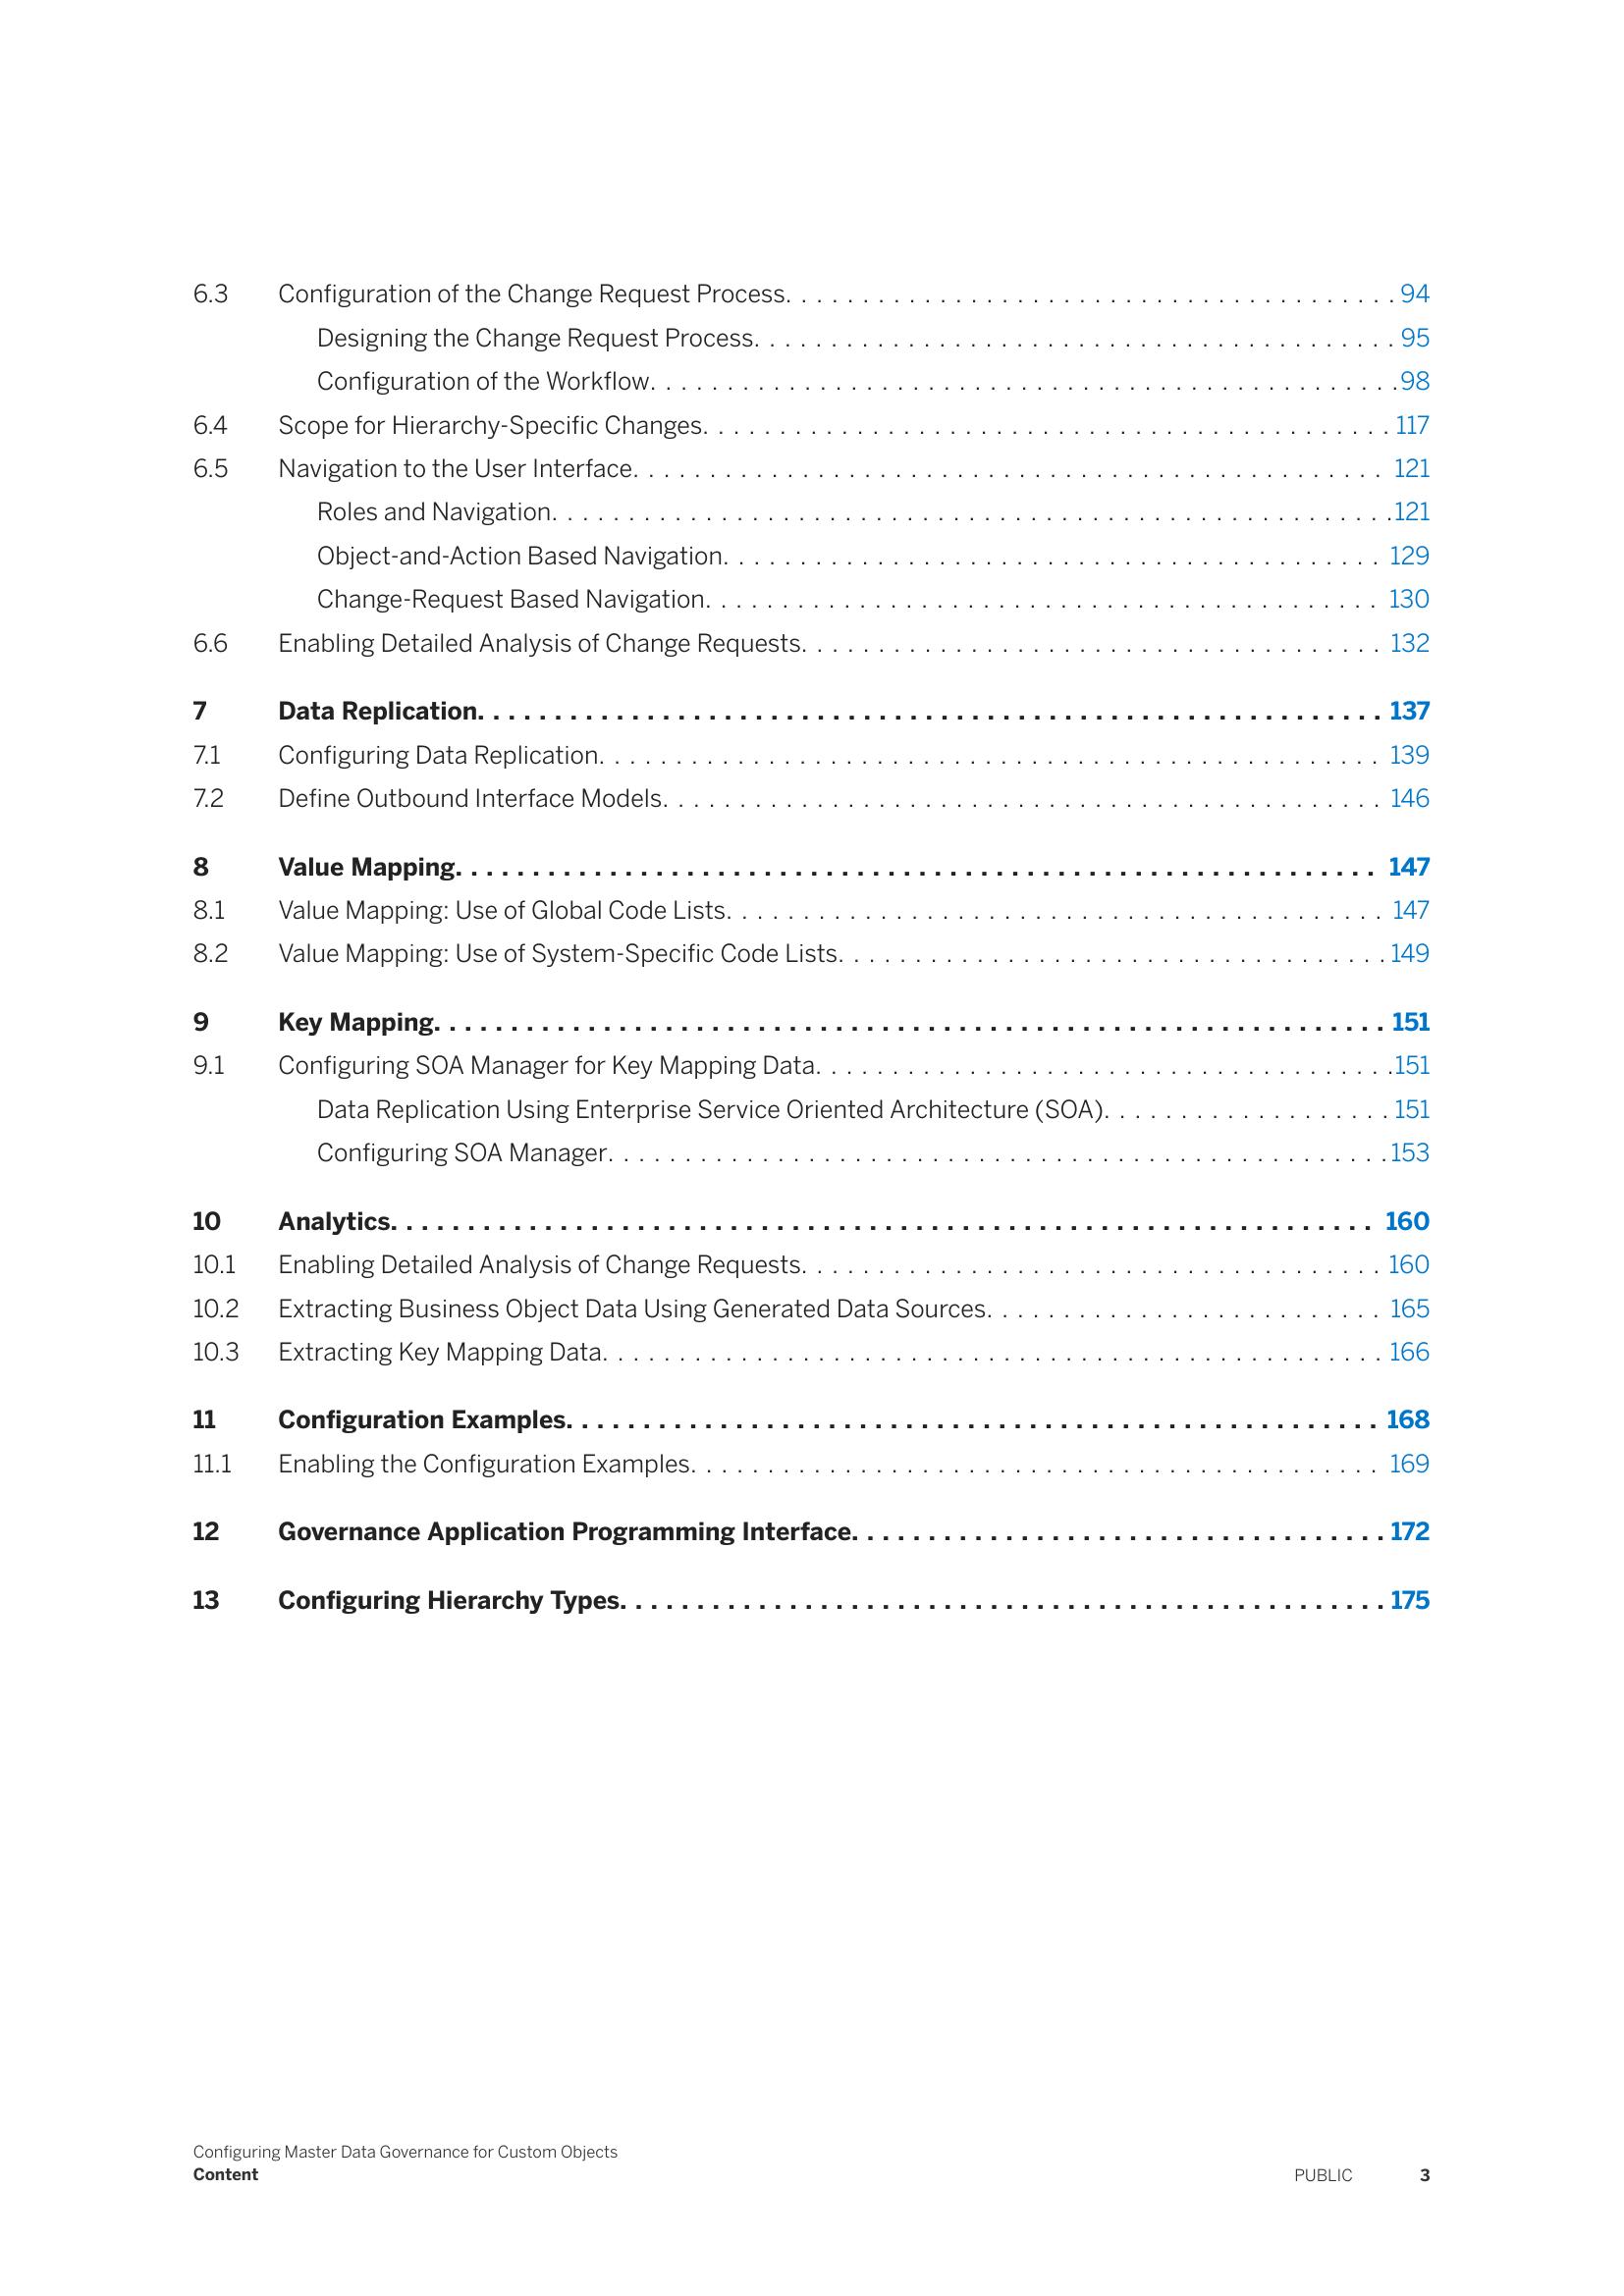 6.3 Configuration of the Change Request Process. . . . . . . . . . . . . . . . . . . . . . . . . . . . . . . . . . . . . . . . 94
Designing the Change Request Process. . . . . . . . . . . . . . . . . . . . . . . . . . . . . . . . . . . . . . . . . . 95
Configuration of the Workflow. . . . . . . . . . . . . . . . . . . . . . . . . . . . . . . . . . . . . . . . . . . . . . . . .98
6.4 Scope for Hierarchy-Specific Changes. . . . . . . . . . . . . . . . . . . . . . . . . . . . . . . . . . . . . . . . . . . . . 117
6.5 Navigation to the User Interface. . . . . . . . . . . . . . . . . . . . . . . . . . . . . . . . . . . . . . . . . . . . . . . . . 121
Roles and Navigation. . . . . . . . . . . . . . . . . . . . . . . . . . . . . . . . . . . . . . . . . . . . . . . . . . . . . . .121
Object-and-Action Based Navigation. . . . . . . . . . . . . . . . . . . . . . . . . . . . . . . . . . . . . . . . . . . 129
Change-Request Based Navigation. . . . . . . . . . . . . . . . . . . . . . . . . . . . . . . . . . . . . . . . . . . . 130
6.6 Enabling Detailed Analysis of Change Requests. . . . . . . . . . . . . . . . . . . . . . . . . . . . . . . . . . . . . . 132
7 Data Replication. . . . . . . . . . . . . . . . . . . . . . . . . . . . . . . . . . . . . . . . . . . . . . . . . . . . . . . . . . . 137
7.1 Configuring Data Replication. . . . . . . . . . . . . . . . . . . . . . . . . . . . . . . . . . . . . . . . . . . . . . . . . . . 139
7.2 Define Outbound Interface Models. . . . . . . . . . . . . . . . . . . . . . . . . . . . . . . . . . . . . . . . . . . . . . . 146
8 Value Mapping. . . . . . . . . . . . . . . . . . . . . . . . . . . . . . . . . . . . . . . . . . . . . . . . . . . . . . . . . . . . 147
8.1 Value Mapping: Use of Global Code Lists. . . . . . . . . . . . . . . . . . . . . . . . . . . . . . . . . . . . . . . . . . . 147
8.2 Value Mapping: Use of System-Specific Code Lists. . . . . . . . . . . . . . . . . . . . . . . . . . . . . . . . . . . . 149
9 Key Mapping. . . . . . . . . . . . . . . . . . . . . . . . . . . . . . . . . . . . . . . . . . . . . . . . . . . . . . . . . . . . . . 151
9.1 Configuring SOA Manager for Key Mapping Data. . . . . . . . . . . . . . . . . . . . . . . . . . . . . . . . . . . . . .151
Data Replication Using Enterprise Service Oriented Architecture (SOA). . . . . . . . . . . . . . . . . . . 151
Configuring SOA Manager. . . . . . . . . . . . . . . . . . . . . . . . . . . . . . . . . . . . . . . . . . . . . . . . . . .153
10 Analytics. . . . . . . . . . . . . . . . . . . . . . . . . . . . . . . . . . . . . . . . . . . . . . . . . . . . . . . . . . . . . . . . 160
10.1 Enabling Detailed Analysis of Change Requests. . . . . . . . . . . . . . . . . . . . . . . . . . . . . . . . . . . . . . 160
10.2 Extracting Business Object Data Using Generated Data Sources. . . . . . . . . . . . . . . . . . . . . . . . . . 165
10.3 Extracting Key Mapping Data. . . . . . . . . . . . . . . . . . . . . . . . . . . . . . . . . . . . . . . . . . . . . . . . . . . 166
11 Configuration Examples. . . . . . . . . . . . . . . . . . . . . . . . . . . . . . . . . . . . . . . . . . . . . . . . . . . . . 168
11.1 Enabling the Configuration Examples. . . . . . . . . . . . . . . . . . . . . . . . . . . . . . . . . . . . . . . . . . . . . 169
12 Governance Application Programming Interface. . . . . . . . . . . . . . . . . . . . . . . . . . . . . . . . . . . 172
13 Configuring Hierarchy Types. . . . . . . . . . . . . . . . . . . . . . . . . . . . . . . . . . . . . . . . . . . . . . . . . . 175
Configuring Master Data Governance for Custom Objects
Content PUBLIC 3